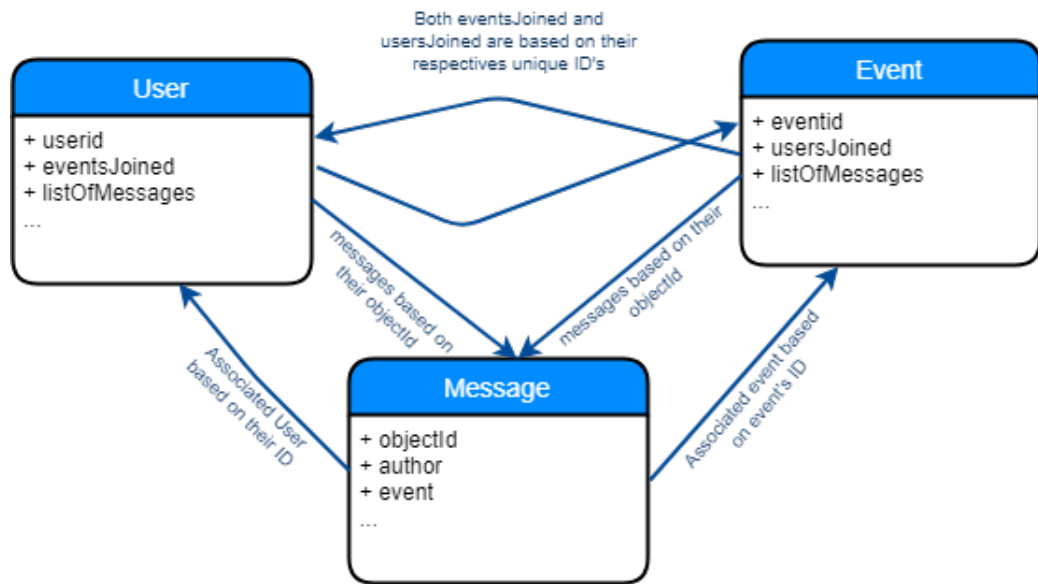 Both eventsJoined and
usersJoined are based on their
respectives unique ID's
User
+ userid
+ eventsJoined
+ listOfMessages
...
Event
+ eventid
+ usersJoined
+ listOfMessages
...
messages based on
their objectId
messages based on their
objectId
Associated User
based on their ID
Associated event based
on event's ID
Message
+ objectId
+ author
+ event
...